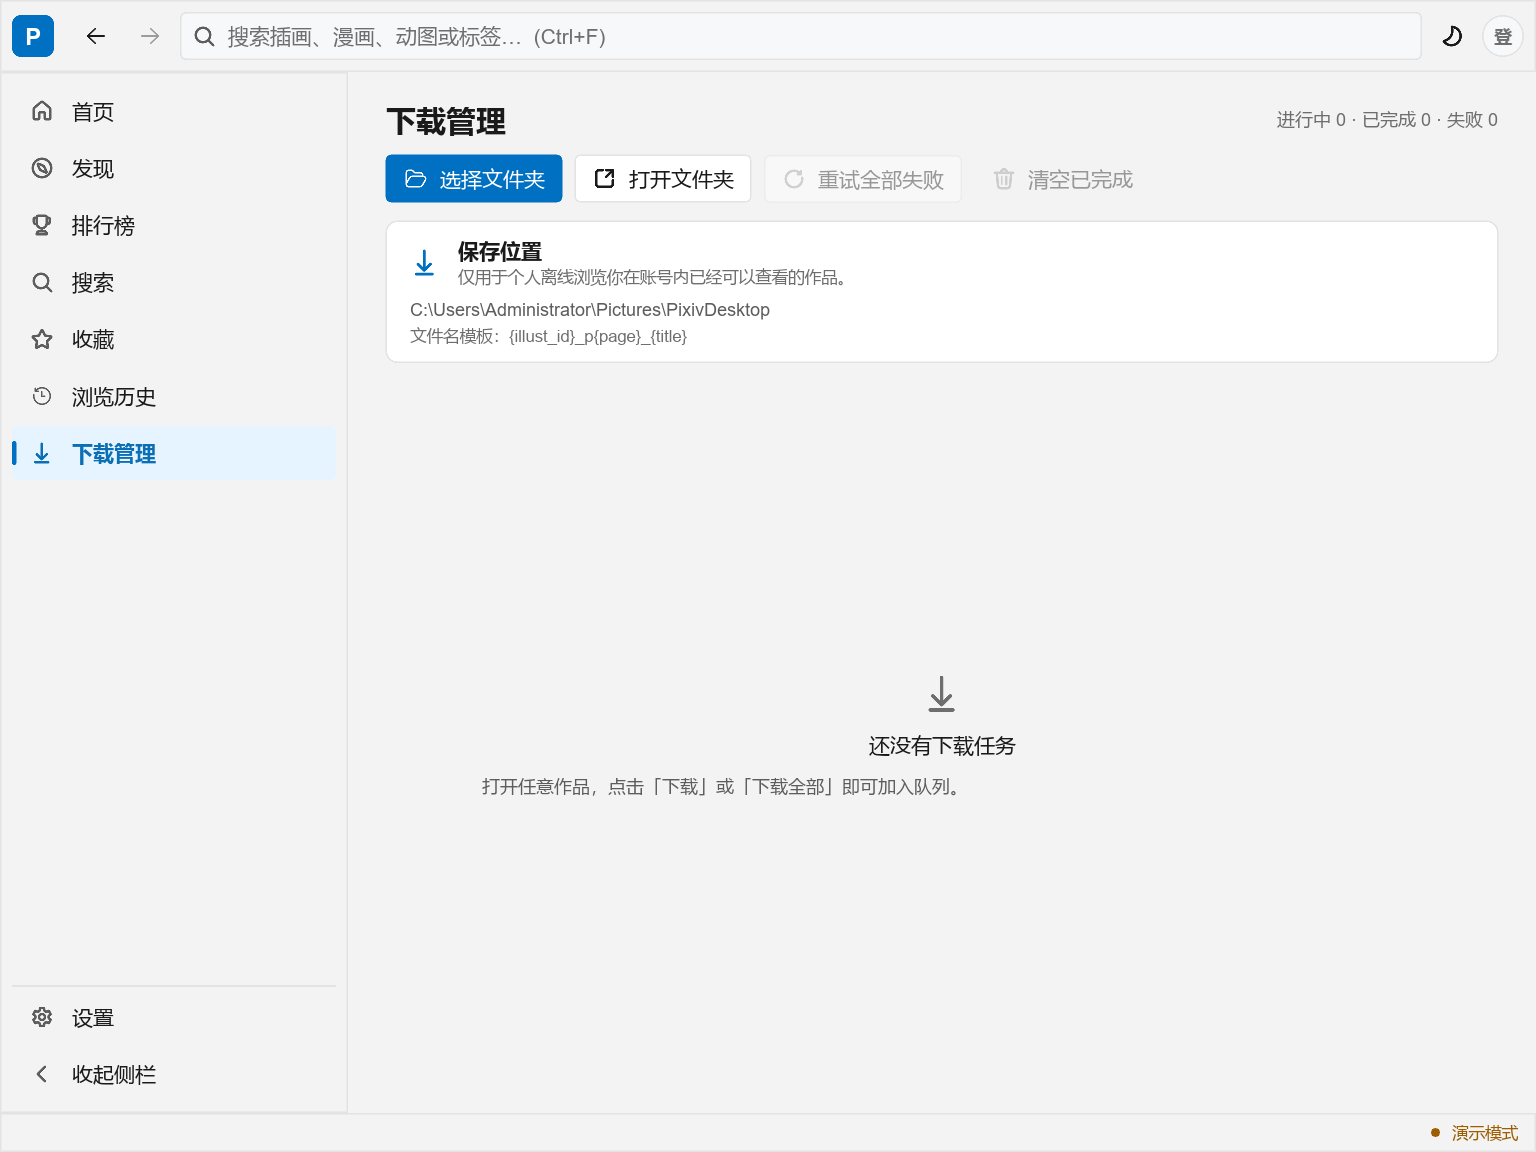 P
搜索插画、漫画、动图或标签… (Ctrl+F)
登
首页
发现
排行榜
搜索
收藏
浏览历史
下载管理
设置
收起侧栏
下载管理
进行中 0 · 已完成 0 · 失败 0
选择文件夹
打开文件夹
重试全部失败
清空已完成
保存位置
仅用于个人离线浏览你在账号内已经可以查看的作品。
C:\Users\Administrator\Pictures\PixivDesktop
文件名模板：{illust_id}_p{page}_{title}
还没有下载任务
打开任意作品，点击「下载」或「下载全部」即可加入队列。
演示模式